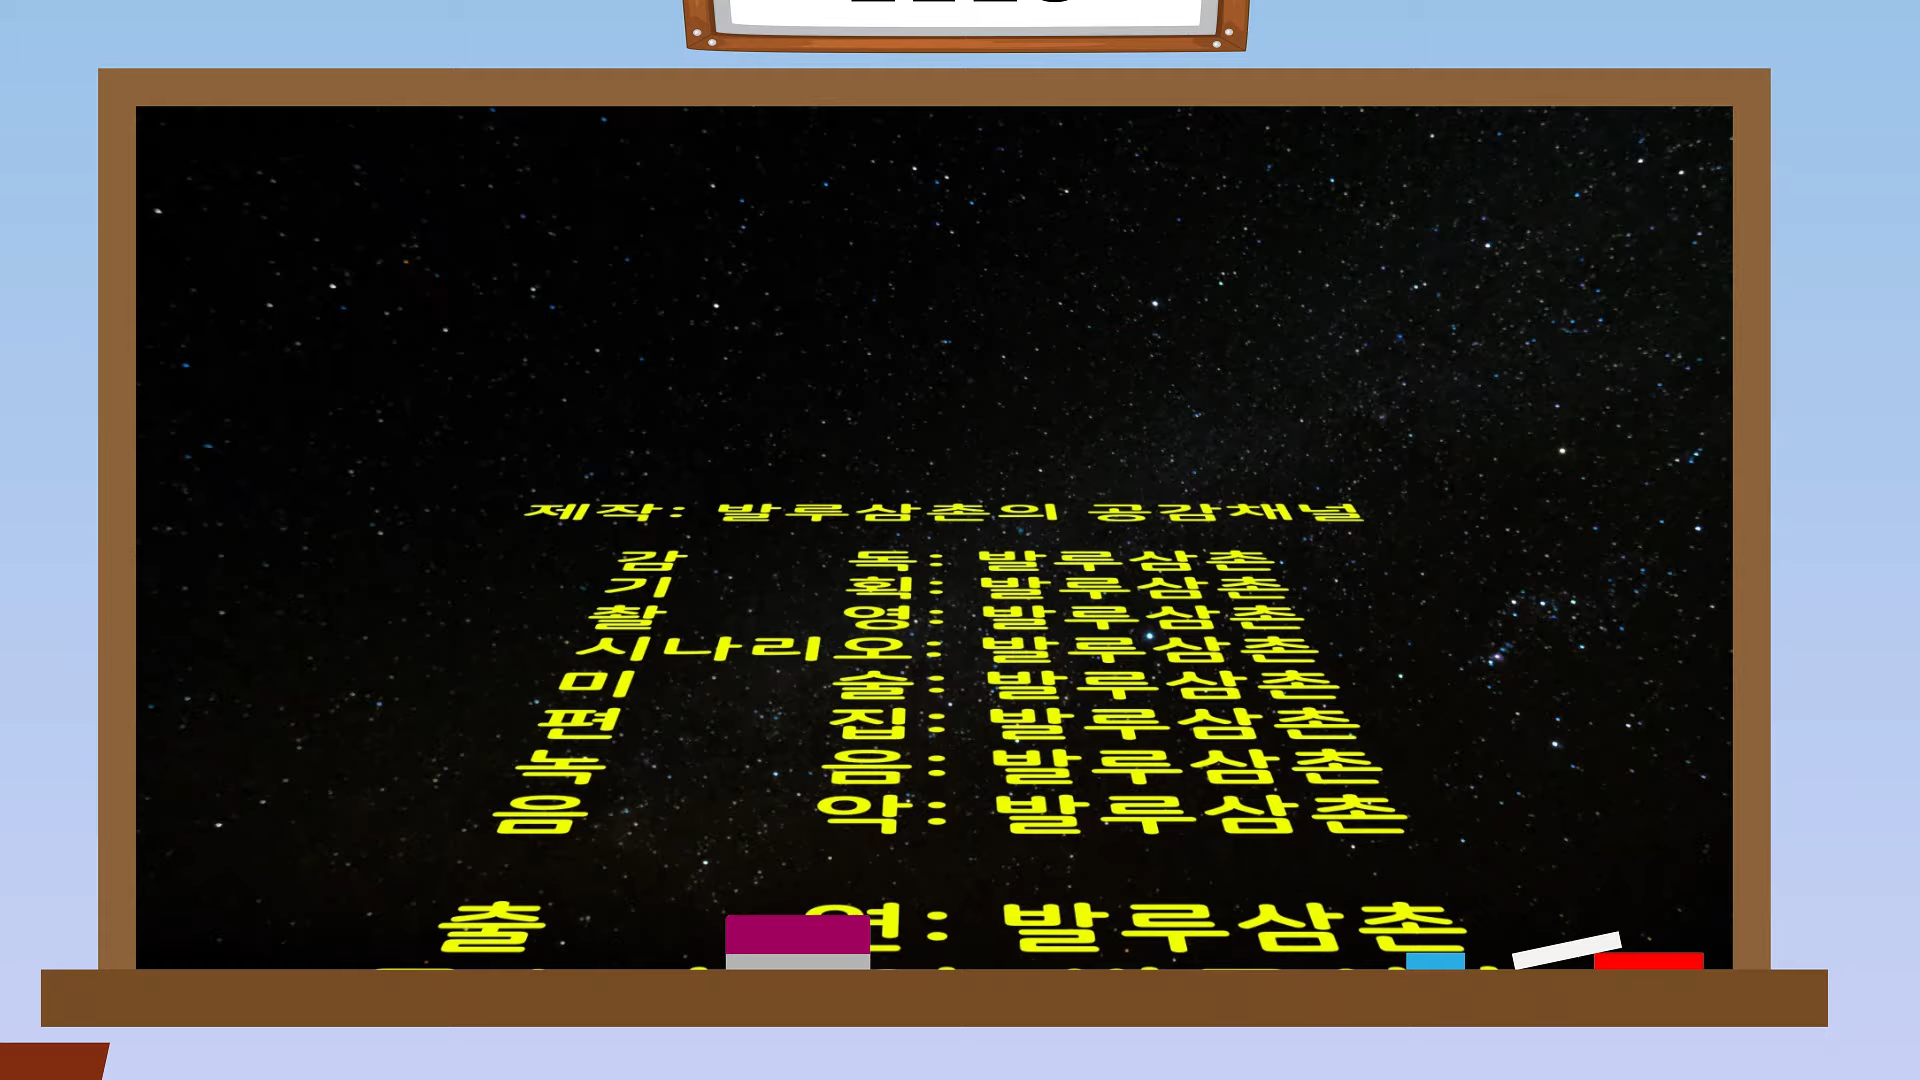 제작: 발루삼촌의 공감채널
감 독: 발루삼촌
기 획: 발루삼촌
촬 영: 발루삼촌
시나리오: 발루삼촌
미 술: 발루삼촌
편 집: 발루삼촌
녹 음: 발루삼촌
음 악: 발루삼촌
출 연: 발루삼촌